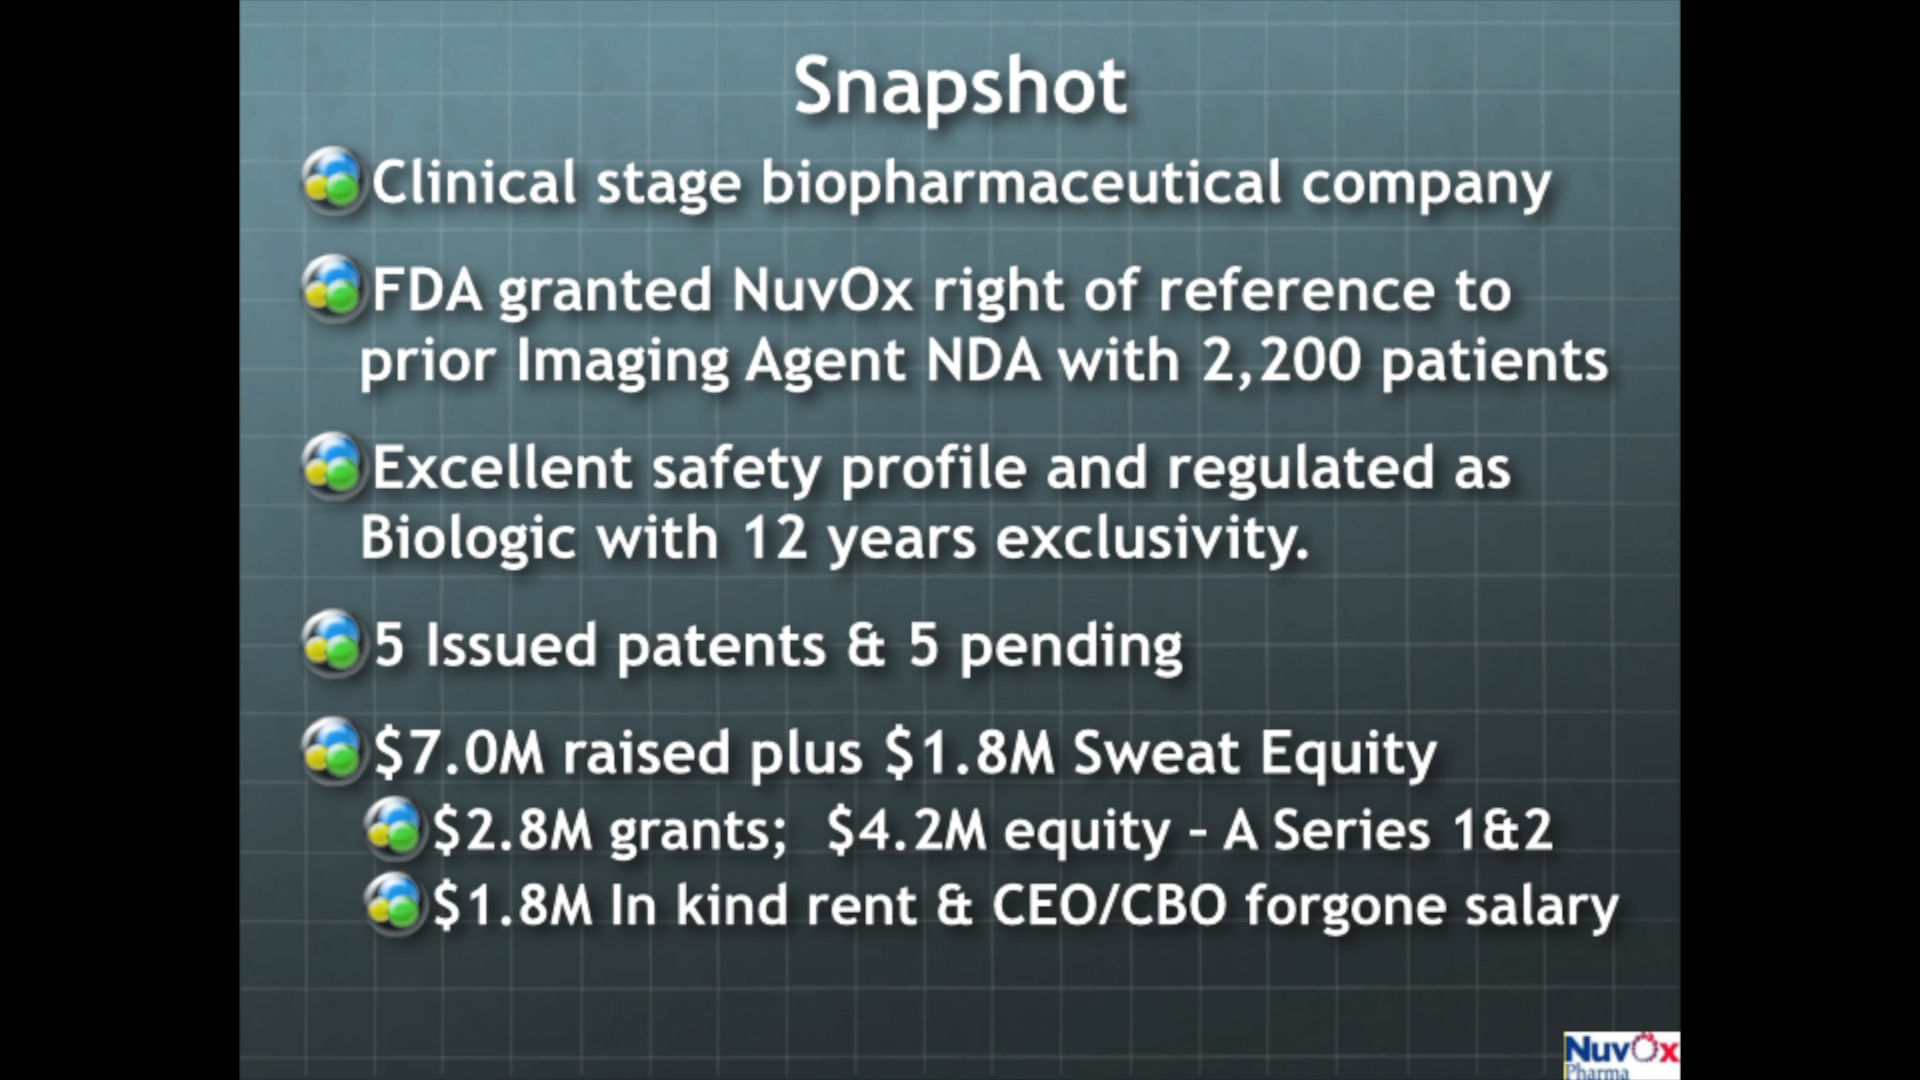 Snapshot
Clinical stage biopharmaceutical company
FDA granted NuvOx right of reference to
prior Imaging Agent NDA with 2,200 patients
Excellent safety profile and regulated as
Biologic with 12 years exclusivity.
5 Issued patents & 5 pending
$7.0M raised plus $1.8M Sweat Equity
$2.8M grants; $4.2M equity – A Series 1&2
$1.8M In kind rent & CEO/CBO forgone salary
NuvOx
Pharma